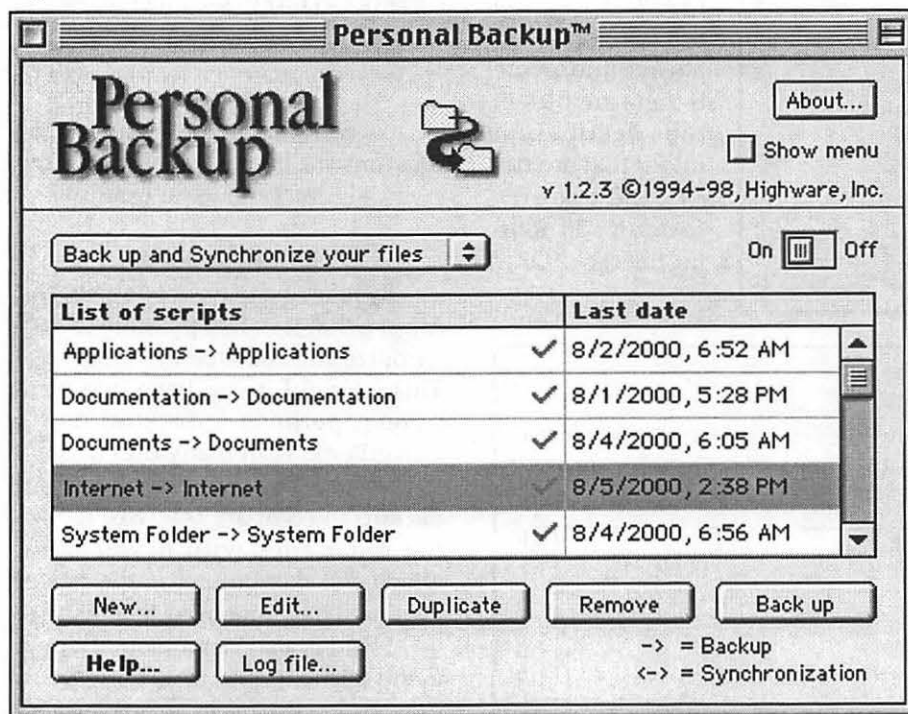 Personal Backup™
Personal
Backup
About...
Show menu
v 1.2.3 ©1994-98, Highware, Inc.
Back up and Synchronize your files
On Off
List of scripts Last date
Applications -> Applications 8/2/2000, 6:52 AM
Documentation -> Documentation 8/1/2000, 5:28 PM
Documents -> Documents 8/4/2000, 6:05 AM
Internet -> Internet 8/5/2000, 2:38 PM
System Folder -> System Folder 8/4/2000, 6:56 AM
New... Edit... Duplicate Remove Back up
Help... Log file...
-> = Backup
<-> = Synchronization